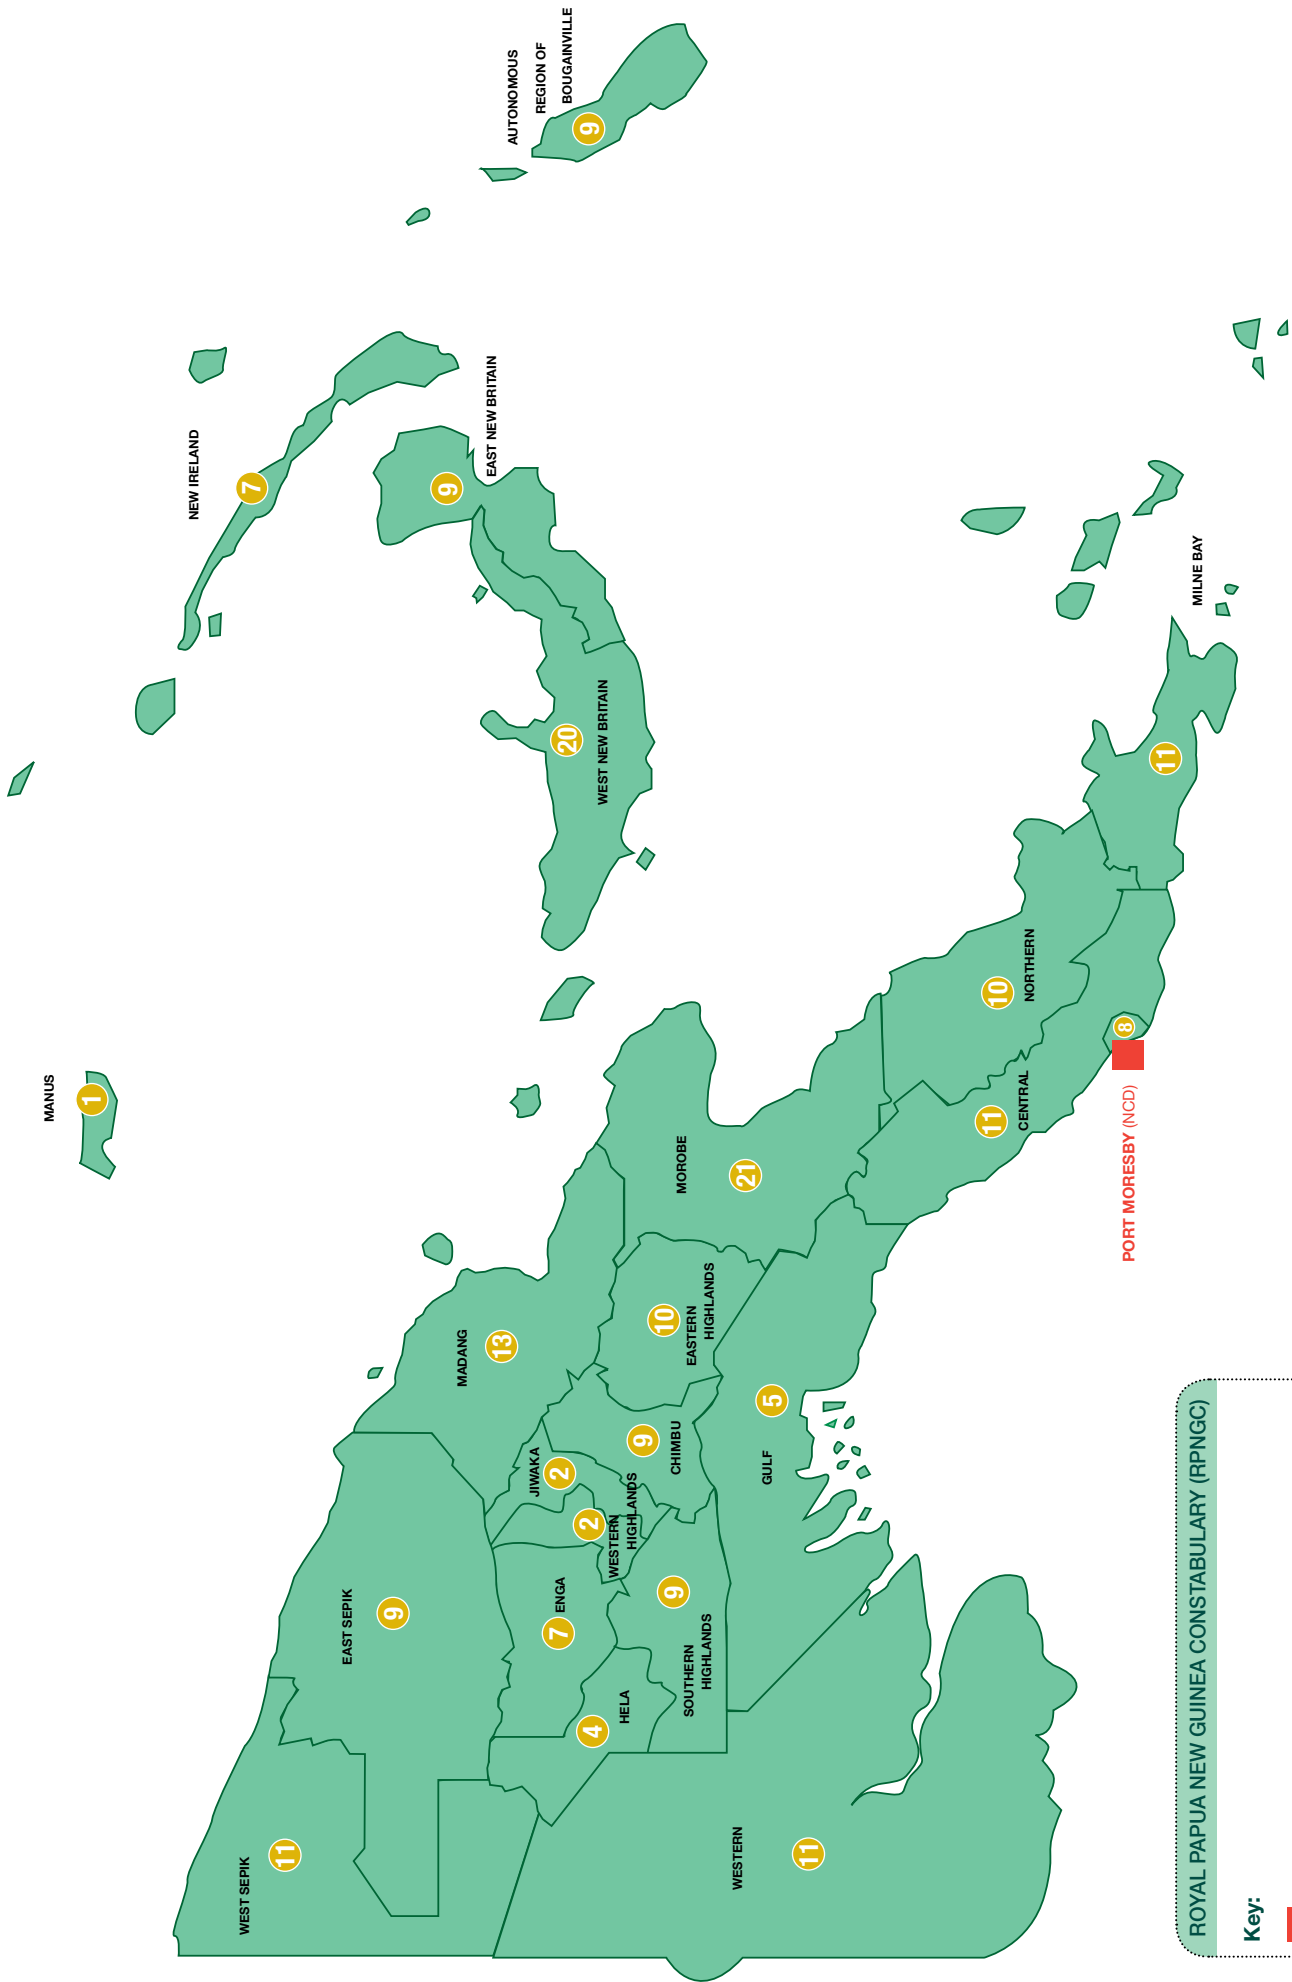 MANUS
1
NEW IRELAND
7
AUTONOMOUS
REGION OF
BOUGAINVILLE
9
EAST NEW BRITAIN
9
WEST NEW BRITAIN
20
WEST SEPIK
11
EAST SEPIK
9
MADANG
13
JIWAKA
2
WESTERN
HIGHLANDS
2
ENGA
7
HELA
4
SOUTHERN
HIGHLANDS
9
CHIMBU
9
EASTERN
HIGHLANDS
10
MOROBE
21
GULF
5
WESTERN
11
CENTRAL
11
NORTHERN
10
MILNE BAY
11
8
PORT MORESBY (NCD)
ROYAL PAPUA NEW GUINEA CONSTABULARY (RPNGC)
Key: